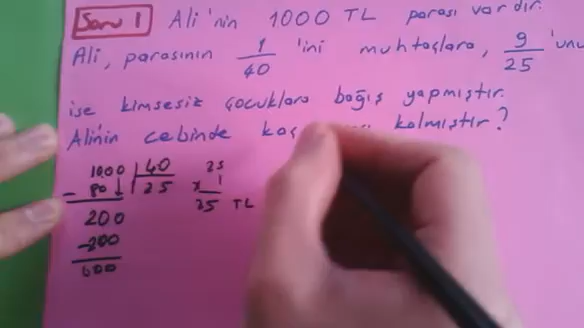 Soru 1 Ali'nin 1000 TL parası vardır.
Ali, parasının 1/40 'ini muhtaçlara, 9/25 'unu
ise kimsesiz çocuklara bağış yapmıştır.
Ali'nin cebinde kaç kalmıştır?
1000 | 40 25
- 80 25 x 1
200 25 TL
-200
000